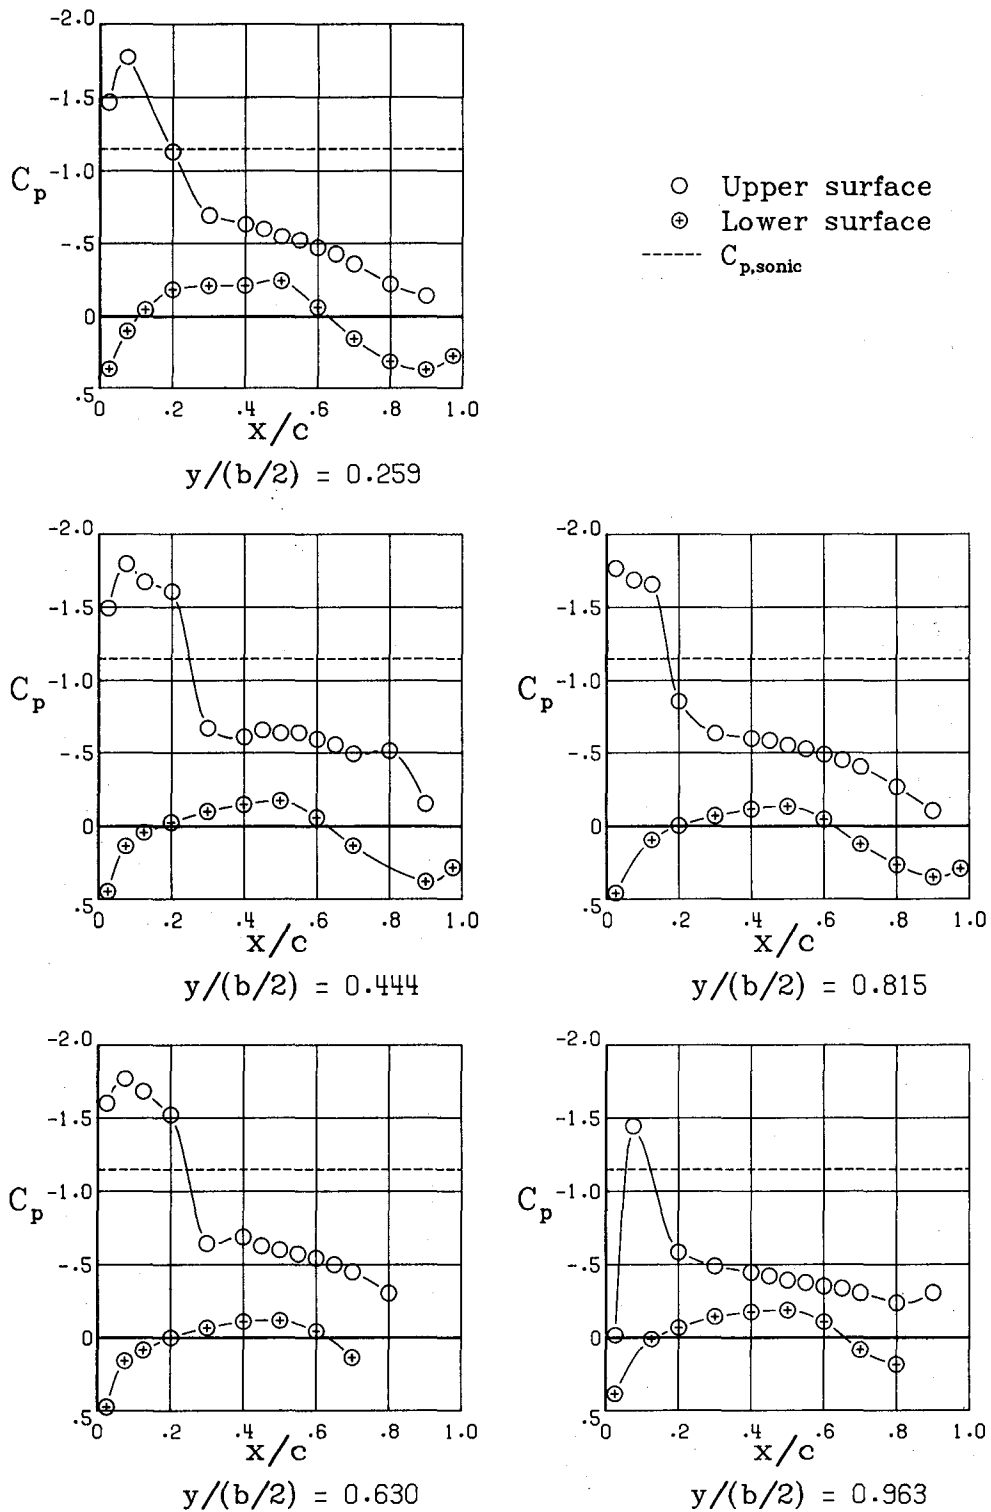 -2.0
-1.5
-1.0
C_p
-.5
0
.5
0 .2 .4 .6 .8 1.0
x/c
y/(b/2) = 0.259
Upper surface
Lower surface
C_p,sonic
-2.0
-1.5
-1.0
C_p
-.5
0
.5
0 .2 .4 .6 .8 1.0
x/c
y/(b/2) = 0.444
-2.0
-1.5
-1.0
C_p
-.5
0
.5
0 .2 .4 .6 .8 1.0
x/c
y/(b/2) = 0.815
-2.0
-1.5
-1.0
C_p
-.5
0
.5
0 .2 .4 .6 .8 1.0
x/c
y/(b/2) = 0.630
-2.0
-1.5
-1.0
C_p
-.5
0
.5
0 .2 .4 .6 .8 1.0
x/c
y/(b/2) = 0.963